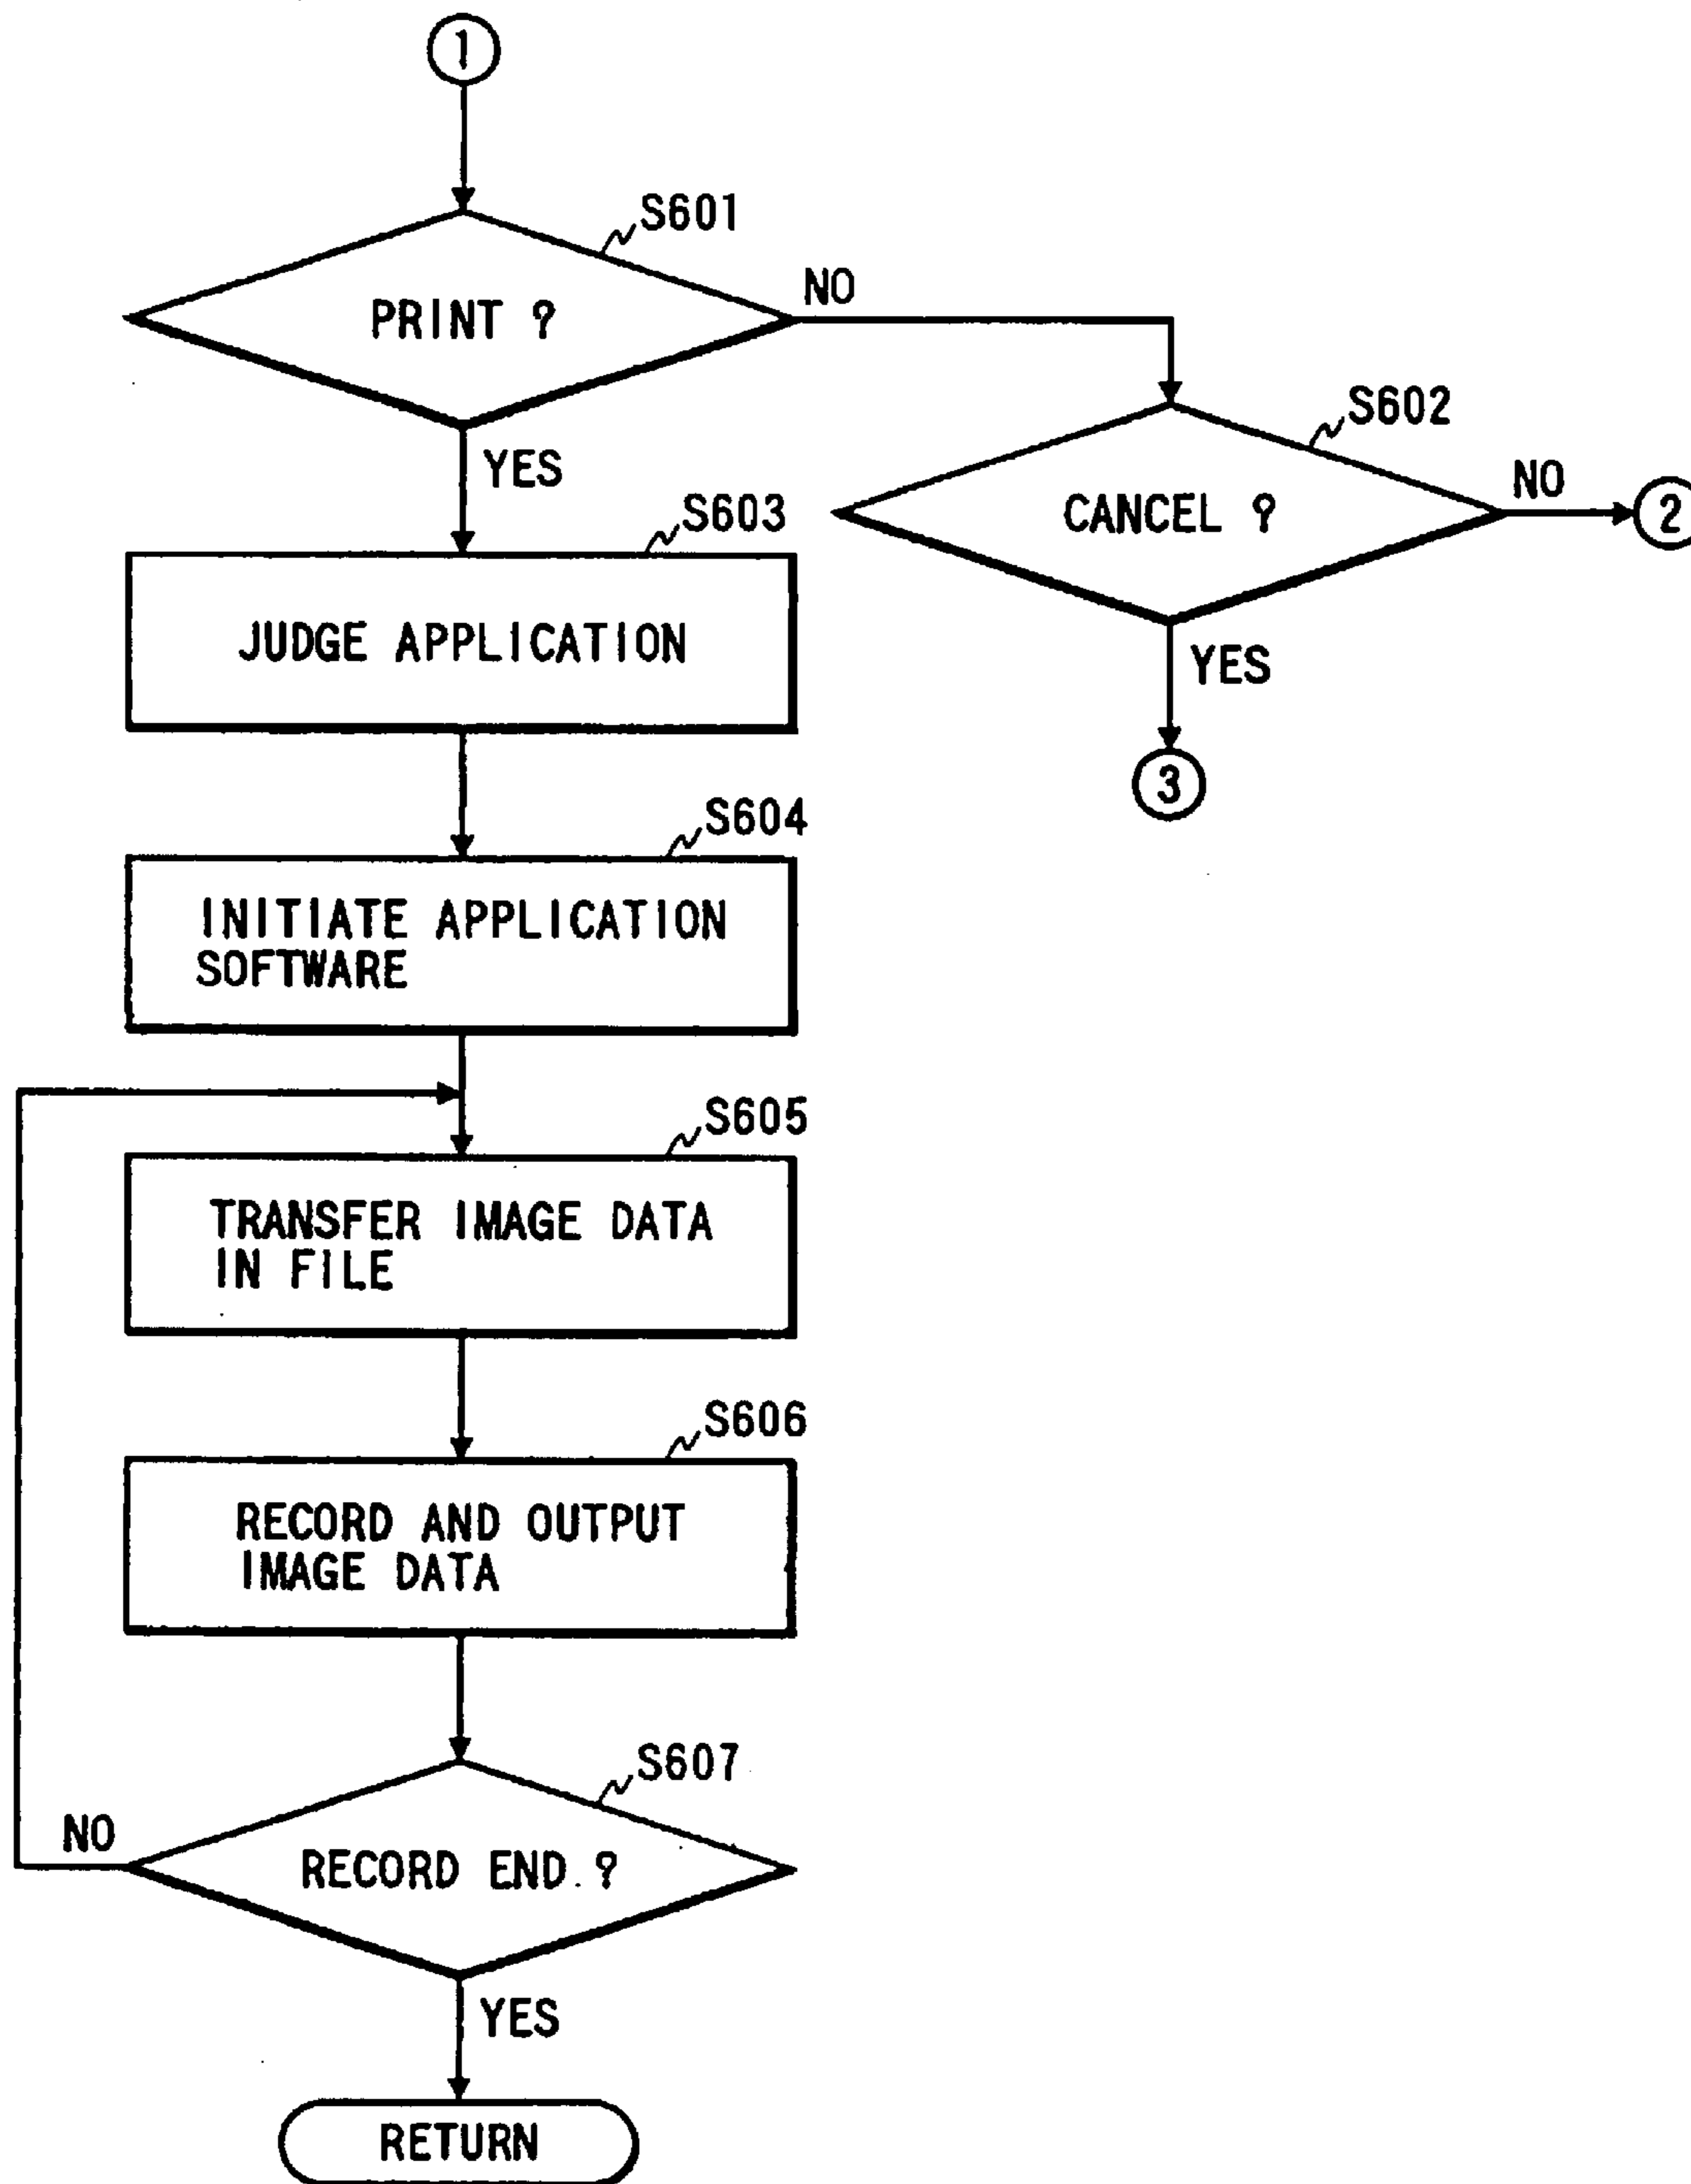 1
S601
PRINT ?
NO
S602
YES
CANCEL ?
NO
2
S603
JUDGE APPLICATION
YES
3
S604
INITIATE APPLICATION
SOFTWARE
S605
TRANSFER IMAGE DATA
IN FILE
S606
RECORD AND OUTPUT
IMAGE DATA
S607
NO
RECORD END ?
YES
RETURN